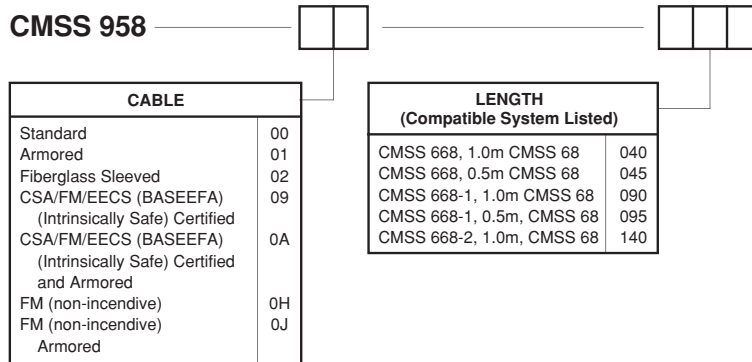 CMSS 958
CABLE
Standard 00
Armored 01
Fiberglass Sleeved 02
CSA/FM/EECS (BASEEFA) 09
(Intrinsically Safe) Certified
CSA/FM/EECS (BASEEFA) 0A
(Intrinsically Safe) Certified
and Armored
FM (non-incendive) 0H
FM (non-incendive) 0J
Armored
LENGTH
(Compatible System Listed)
CMSS 668, 1.0m CMSS 68 040
CMSS 668, 0.5m CMSS 68 045
CMSS 668-1, 1.0m CMSS 68 090
CMSS 668-1, 0.5m, CMSS 68 095
CMSS 668-2, 1.0m, CMSS 68 140